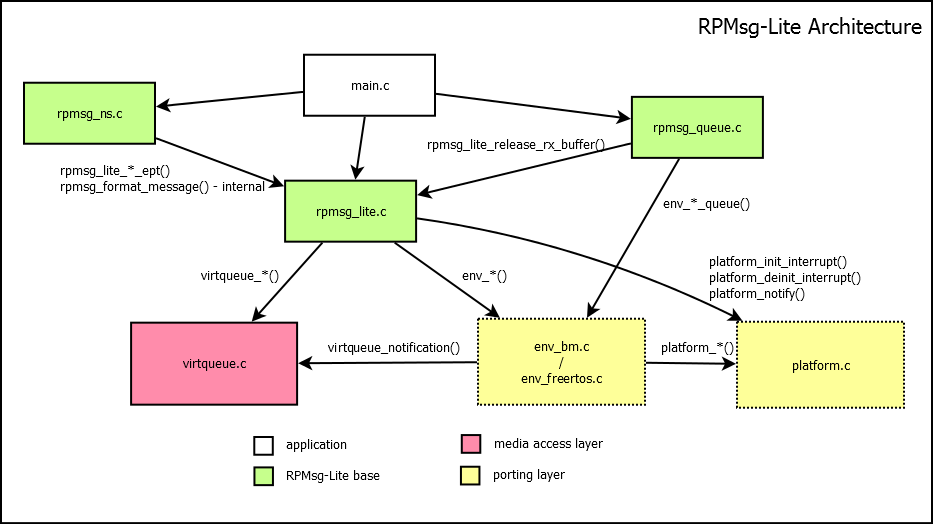 RPMsg-Lite Architecture
main.c
rpmsg_ns.c
rpmsg_queue.c
rpmsg_lite_release_rx_buffer()
rpmsg_lite_*_ept()
rpmsg_format_message() - internal
rpmsg_lite.c
env_*_queue()
platform_init_interrupt()
platform_deinit_interrupt()
platform_notify()
virtqueue_*()
env_*()
virtqueue.c
virtqueue_notification()
env_bm.c
/
env_freertos.c
platform_*()
platform.c
application
media access layer
RPMsg-Lite base
porting layer